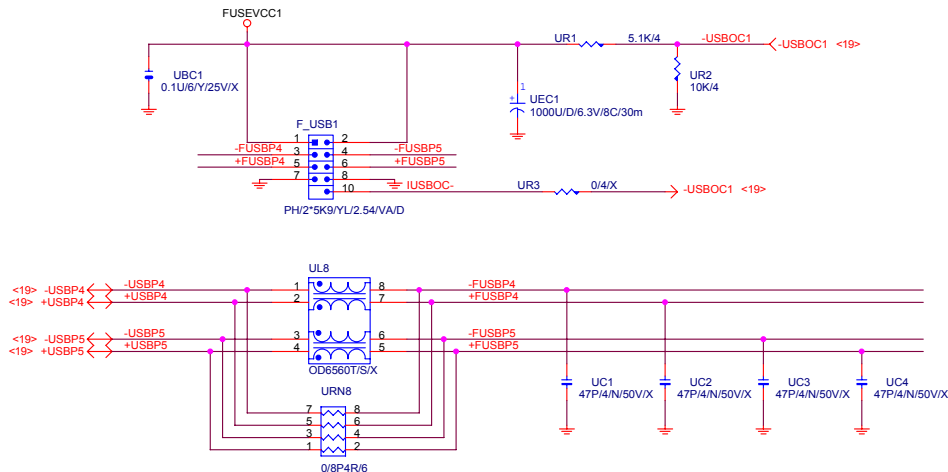 FUSEVCC1
UR1 5.1K/4 -USBOC1 -USBOC1 <19>
UBC1
0.1U/6/Y/25V/X
UR2
10K/4
1
+
UEC1
1000U/D/6.3V/8C/30m
F_USB1
1 2
-FUSBP4 3 4 -FUSBP5
+FUSBP4 5 6 +FUSBP5
7 8
10 IUSBOC- UR3 0/4/X -USBOC1 <19>
PH/2*5K9/YL/2.54/VA/D
UL8
<19> -USBP4 -USBP4 1 8 -FUSBP4
<19> +USBP4 +USBP4 2 7 +FUSBP4
<19> -USBP5 -USBP5 3 6 -FUSBP5
<19> +USBP5 +USBP5 4 5 +FUSBP5
OD6560T/S/X
UC1 UC2 UC3 UC4
47P/4/N/50V/X 47P/4/N/50V/X 47P/4/N/50V/X 47P/4/N/50V/X
URN8
7 8
5 6
3 4
1 2
0/8P4R/6